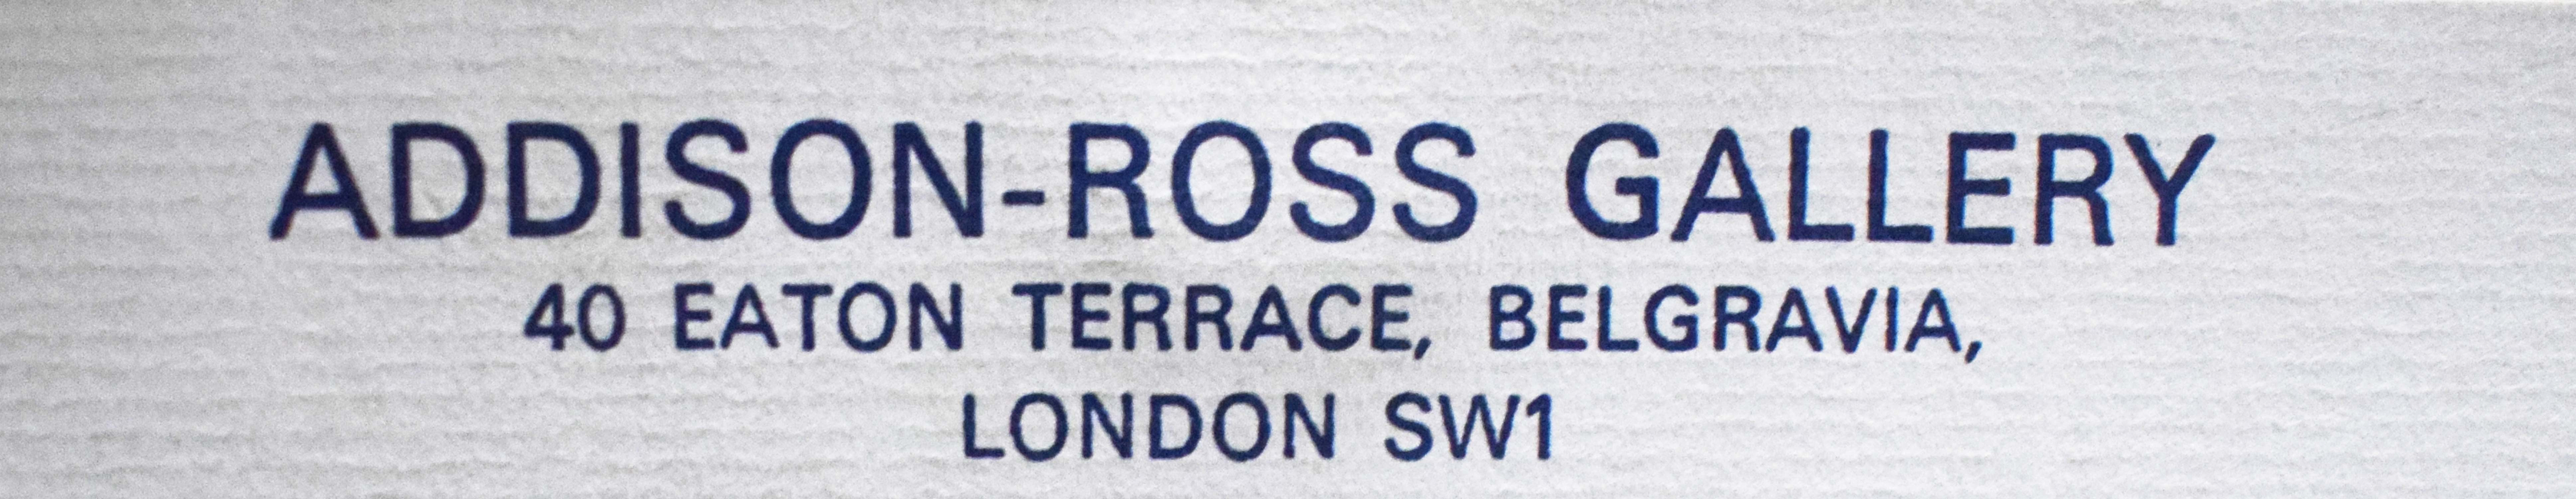 ADDISON-ROSS GALLERY
40 EATON TERRACE, BELGRAVIA,
LONDON SW1